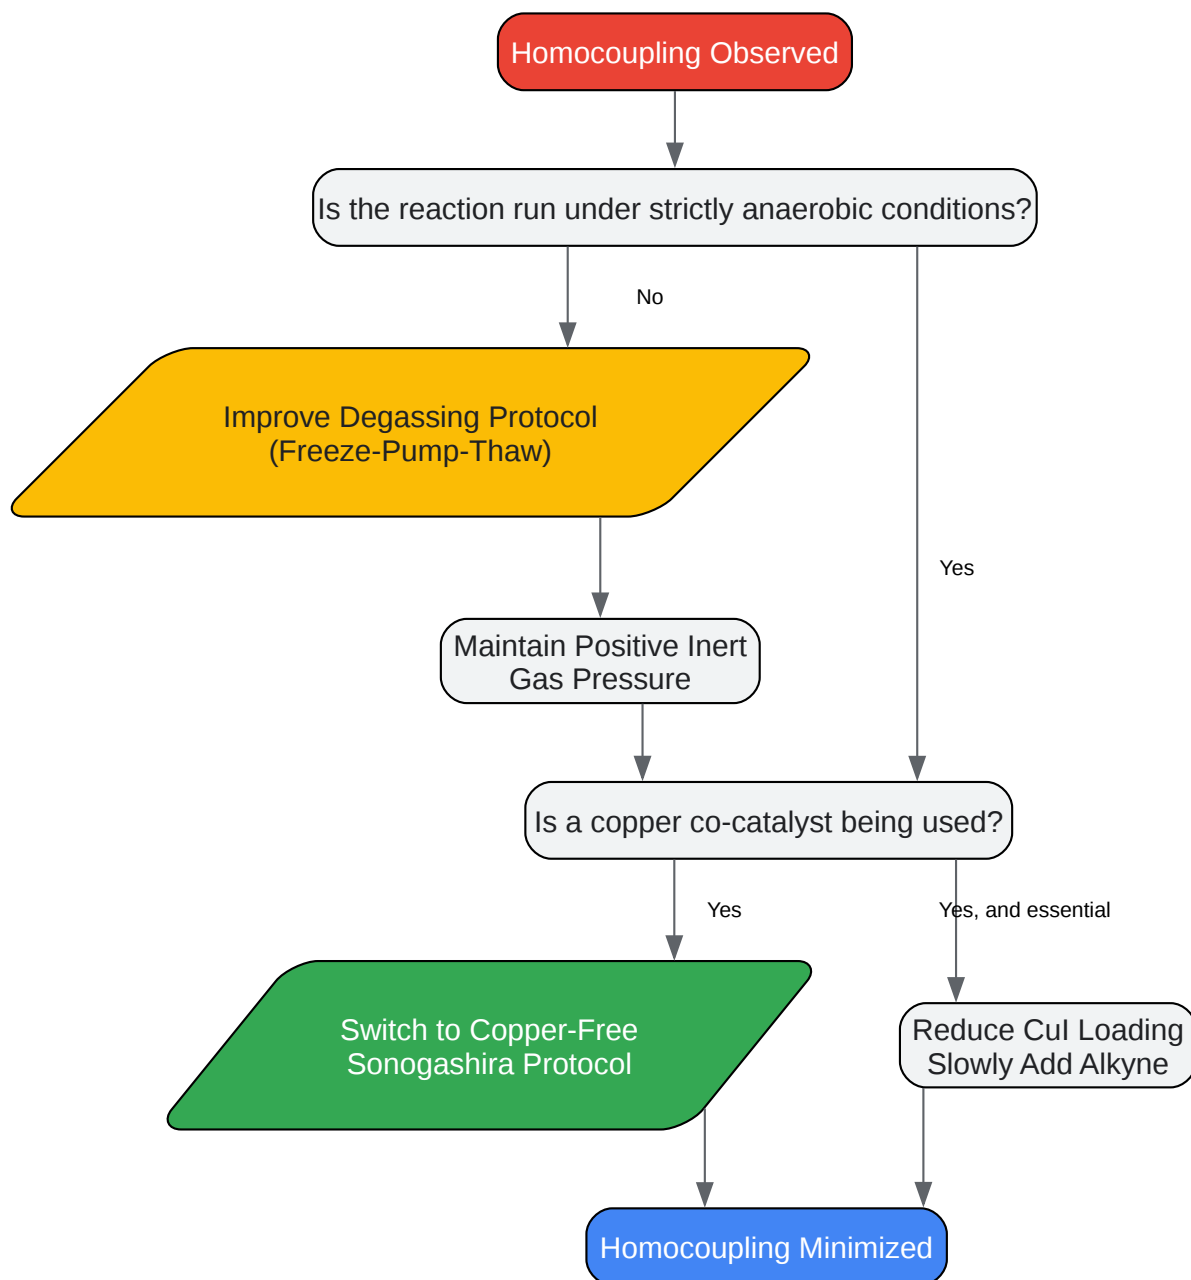 Homocoupling Observed
Is the reaction run under strictly anaerobic conditions?
No
Improve Degassing Protocol
(Freeze-Pump-Thaw)
Yes
Maintain Positive Inert
Gas Pressure
Is a copper co-catalyst being used?
Yes
Yes, and essential
Switch to Copper-Free
Sonogashira Protocol
Reduce CuI Loading
Slowly Add Alkyne
Homocoupling Minimized